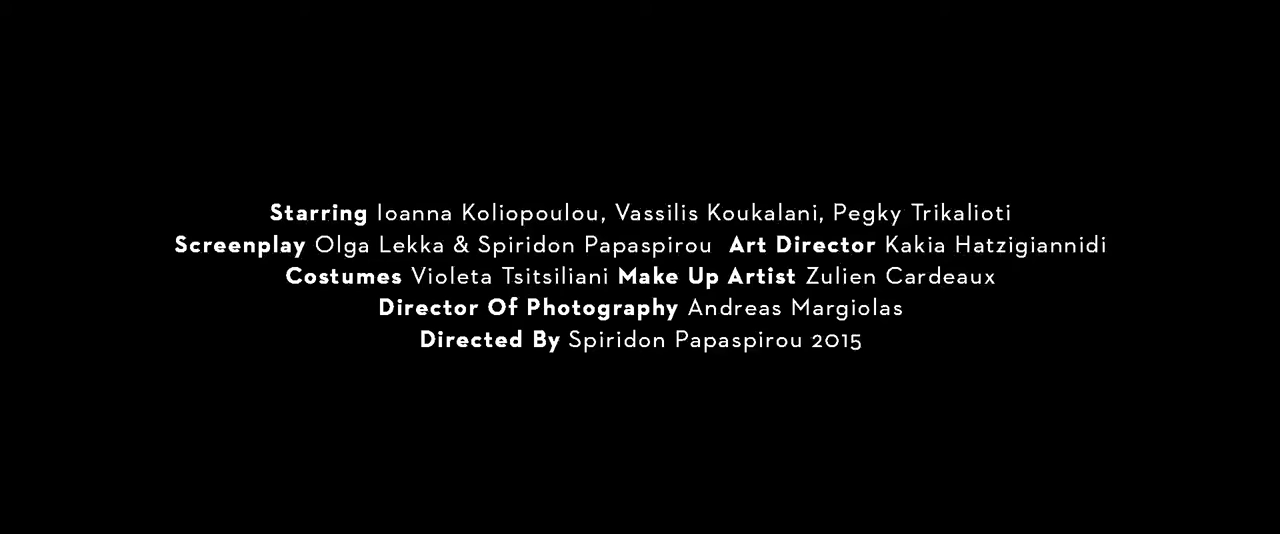 Starring Ioanna Koliopoulou, Vassilis Koukalani, Pegky Trikalioti
Screenplay Olga Lekka & Spiridon Papaspirou Art Director Kakia Hatzigiannidi
Costumes Violeta Tsitsiliani Make Up Artist Zulien Cardeaux
Director Of Photography Andreas Margiolas
Directed By Spiridon Papaspirou 2015